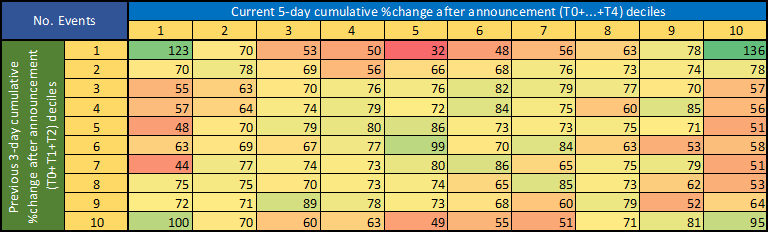 No. Events
Current 5-day cumulative %change after announcement (T0+...+T4) deciles
1 2 3 4 5 6 7 8 9 10
Previous 3-day cumulative
%change after announcement
(T0+T1+T2) deciles
1 123 70 53 50 32 48 56 63 78 136
2 70 78 69 56 66 68 76 73 74 78
3 55 63 70 76 76 82 79 77 70 57
4 57 64 74 79 72 84 75 60 85 56
5 48 70 79 80 86 73 73 75 71 51
6 63 69 67 77 99 70 84 63 53 58
7 44 77 74 73 80 86 65 75 79 51
8 75 75 70 73 74 65 85 73 62 53
9 72 71 89 78 73 68 60 79 52 64
10 100 70 60 63 49 55 51 71 81 95